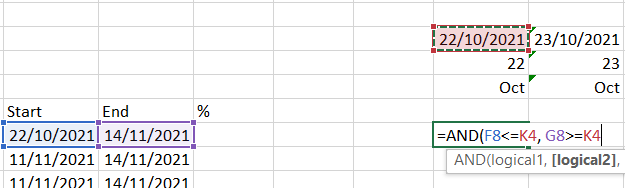 22/10/2021 23/10/2021
22 23
Oct Oct
Start End %
22/10/2021 14/11/2021 =AND(F8<=K4, G8>=K4
11/11/2021 14/11/2021 AND(logical1, [logical2],
11/11/2021 14/11/2021